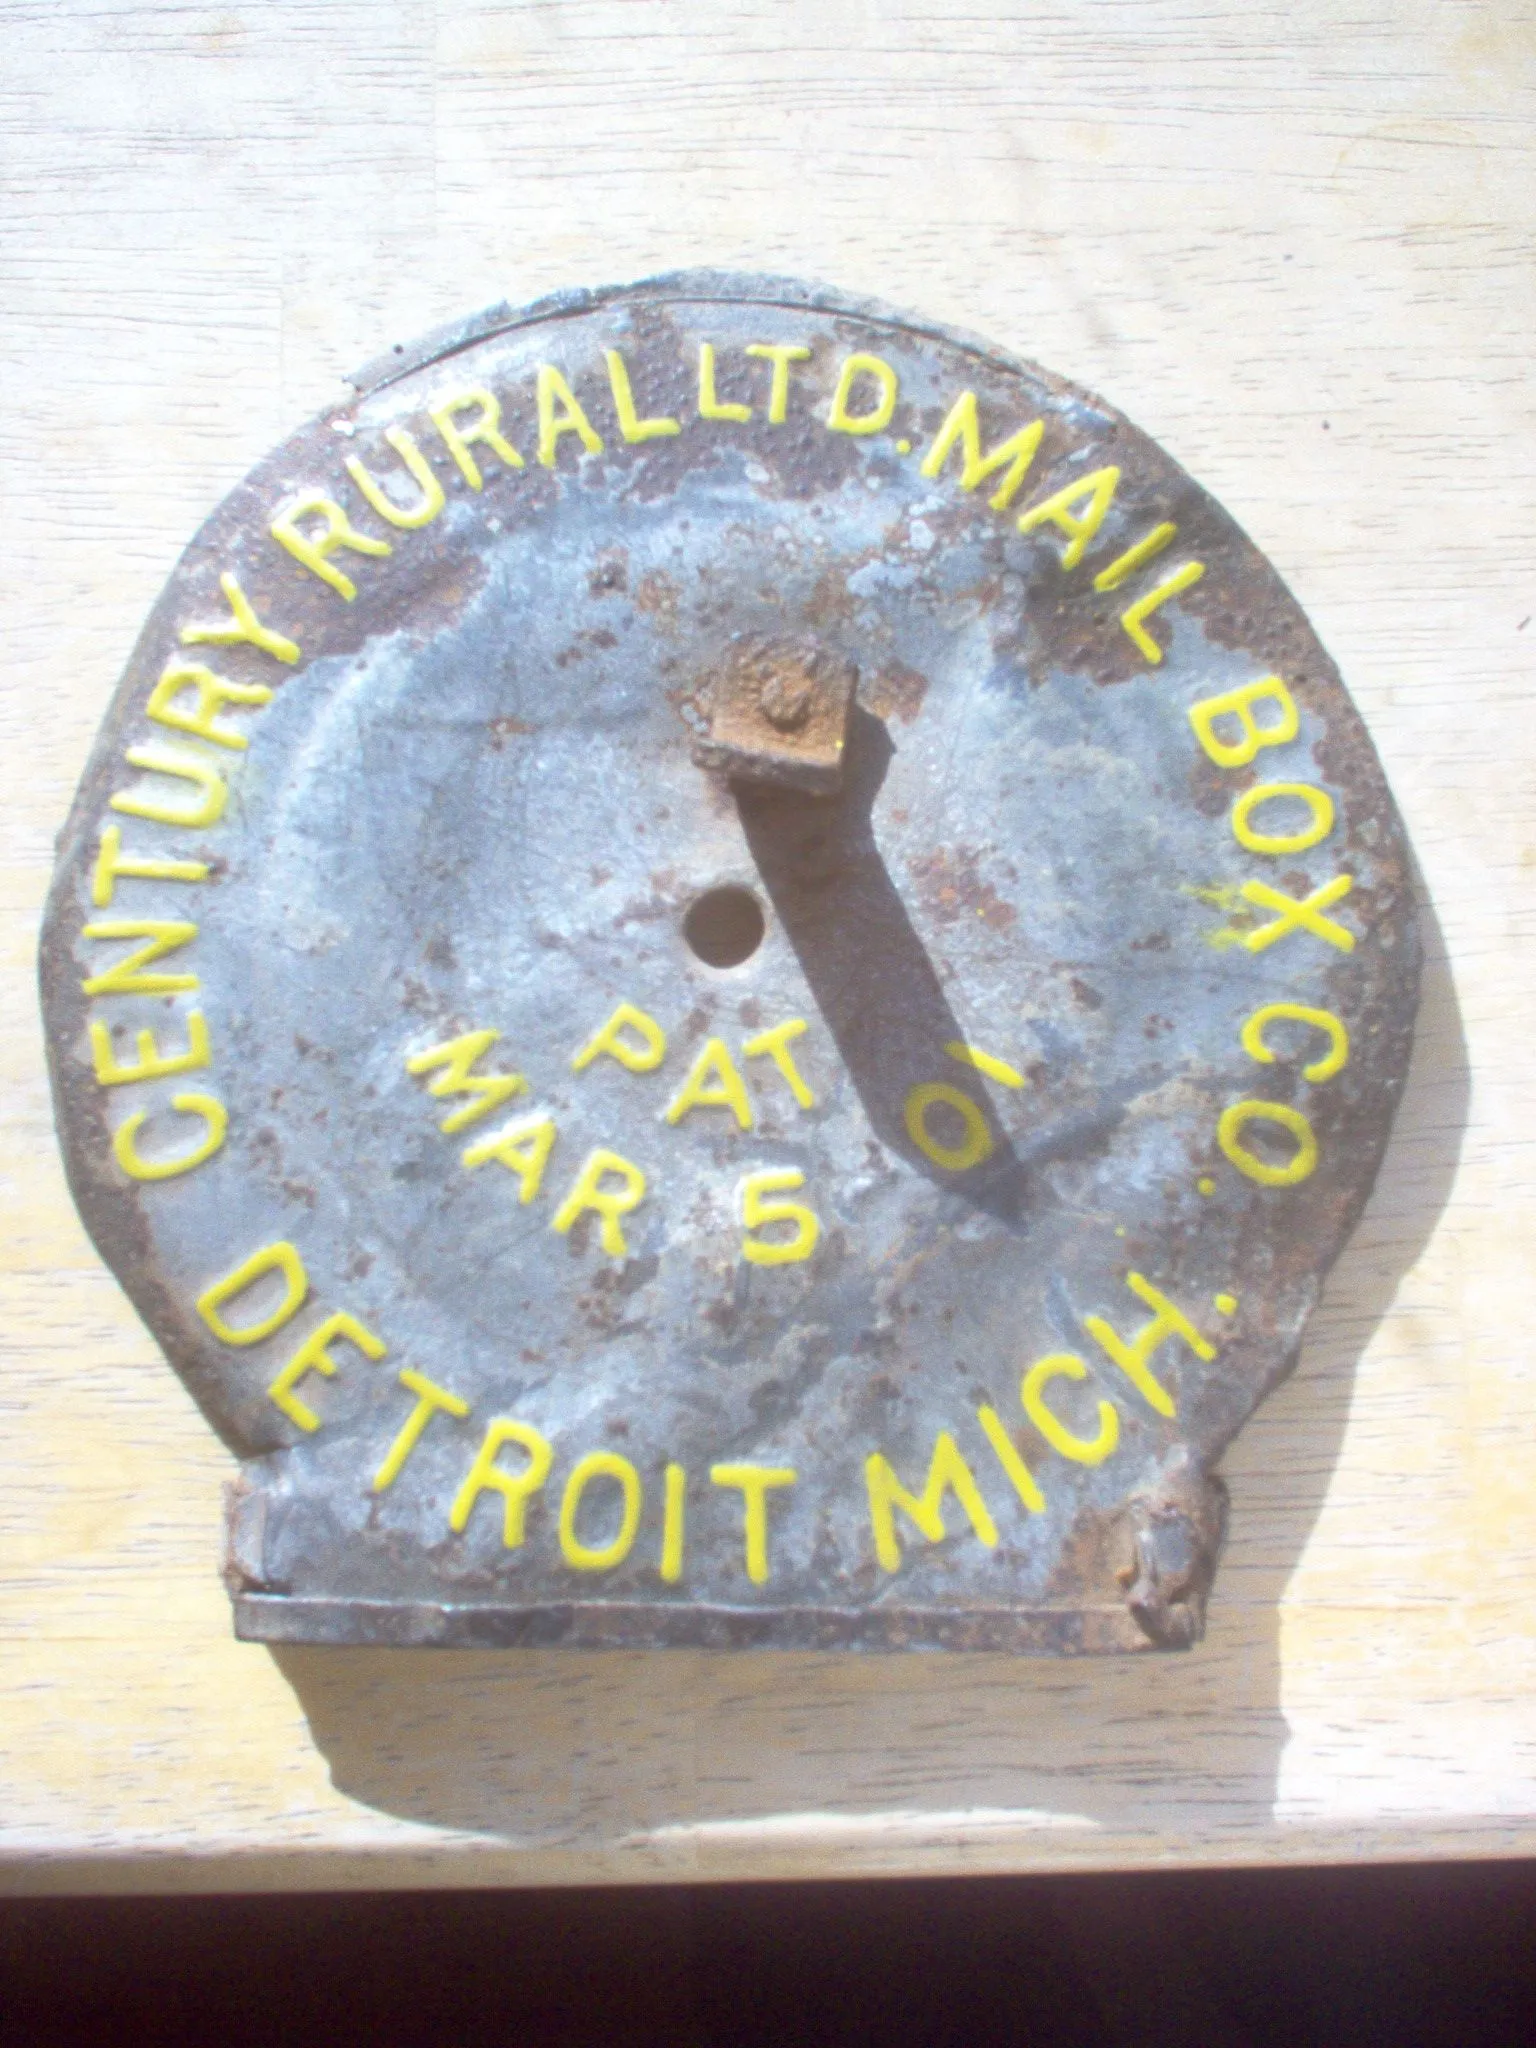 CENTURY RURAL LTD. MAIL BOX CO.
PAT
MAR 5 01
DETROIT MICH.